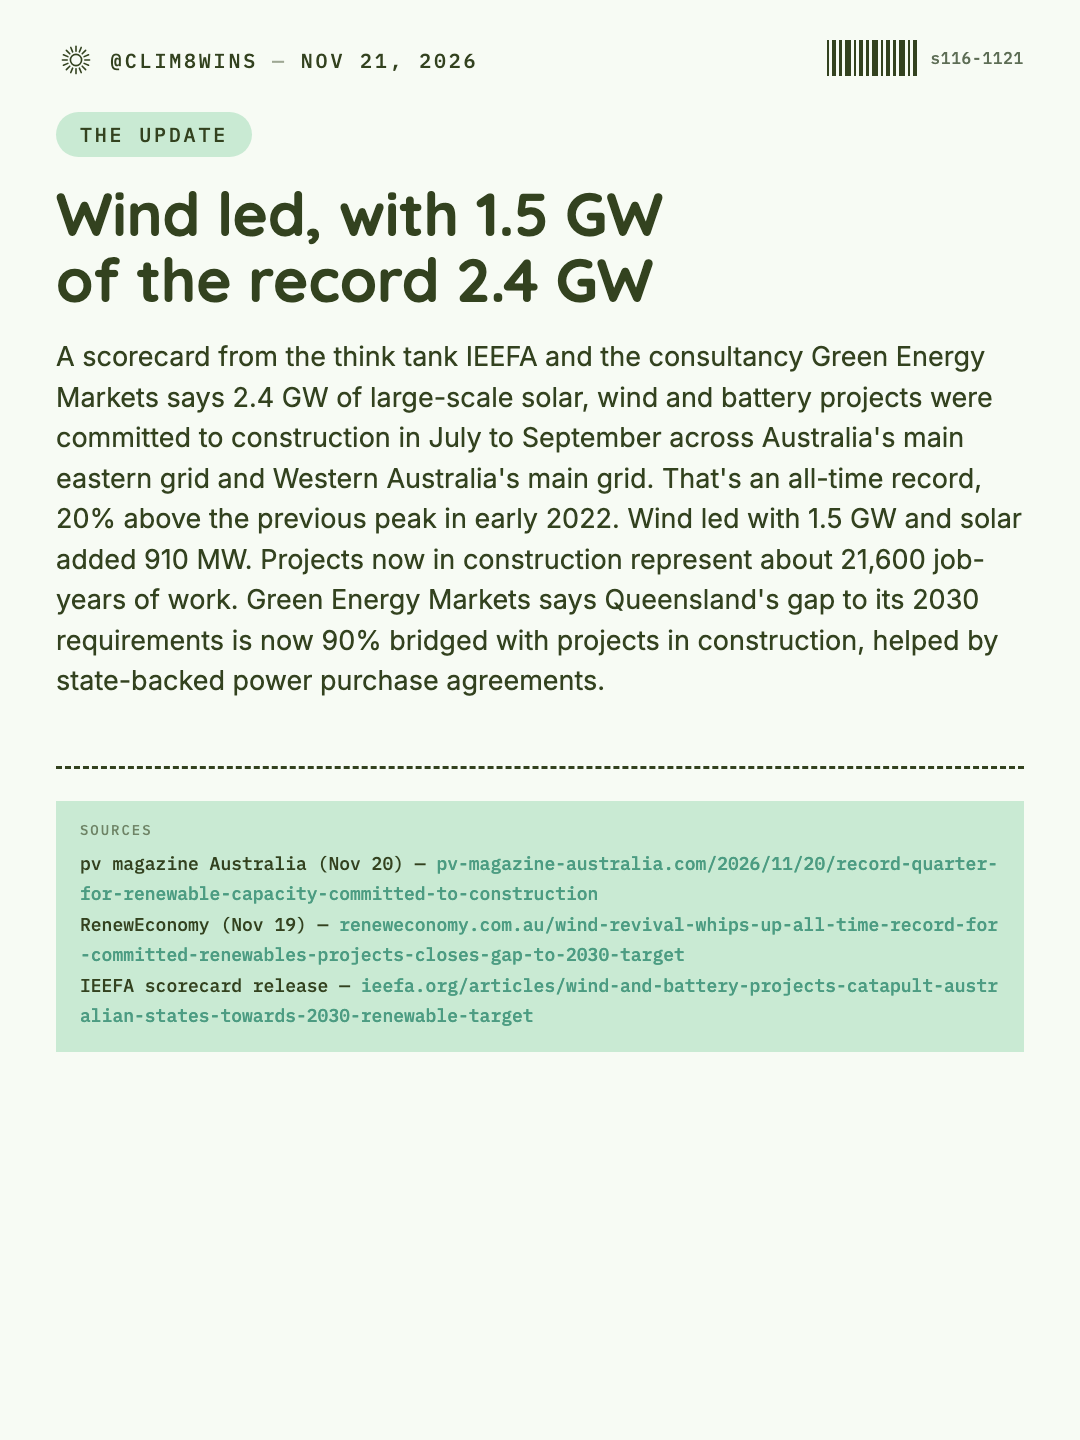 @CLIM8WINS — NOV 21, 2026
s116-1121
THE UPDATE
Wind led, with 1.5 GW
of the record 2.4 GW
A scorecard from the think tank IEEFA and the consultancy Green Energy
Markets says 2.4 GW of large-scale solar, wind and battery projects were
committed to construction in July to September across Australia's main
eastern grid and Western Australia's main grid. That's an all-time record,
20% above the previous peak in early 2022. Wind led with 1.5 GW and solar
added 910 MW. Projects now in construction represent about 21,600 job-
years of work. Green Energy Markets says Queensland's gap to its 2030
requirements is now 90% bridged with projects in construction, helped by
state-backed power purchase agreements.
SOURCES
pv magazine Australia (Nov 20) — pv-magazine-australia.com/2026/11/20/record-quarter-
for-renewable-capacity-committed-to-construction
RenewEconomy (Nov 19) — reneweconomy.com.au/wind-revival-whips-up-all-time-record-for
-committed-renewables-projects-closes-gap-to-2030-target
IEEFA scorecard release — ieefa.org/articles/wind-and-battery-projects-catapult-austr
alian-states-towards-2030-renewable-target